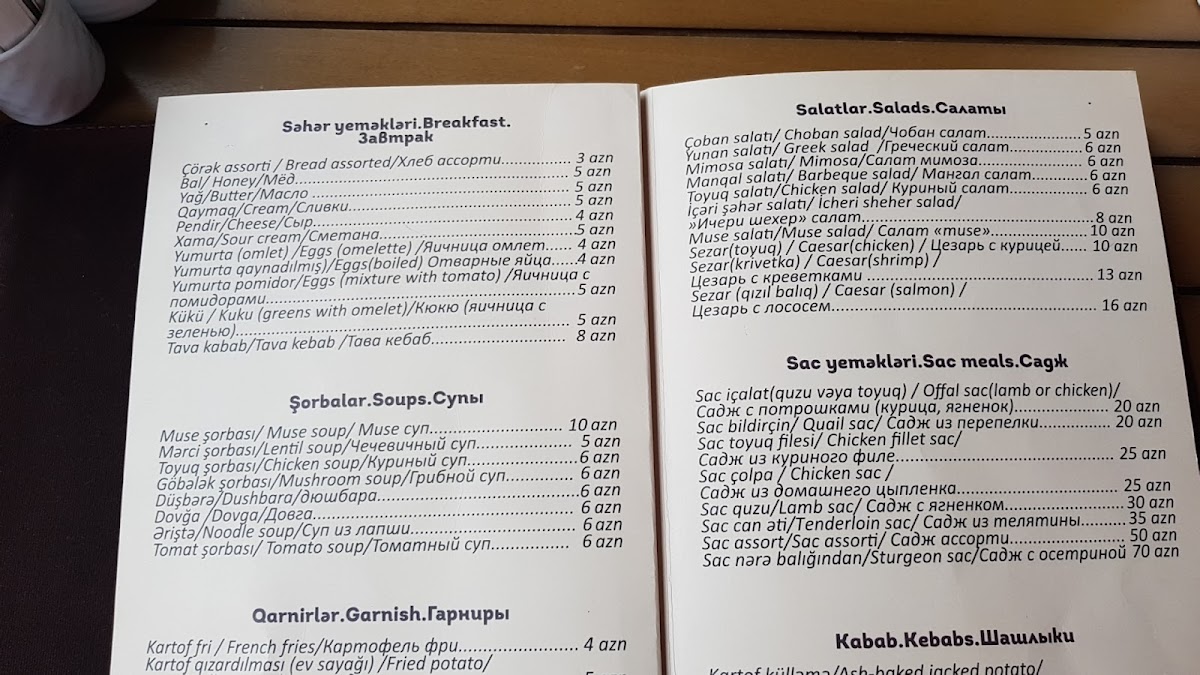 Səhər yeməkləri.Breakfast.
Завтрак
Çörək assorti / Bread assorted/Хлеб ассорти............... 3 azn
Bal/ Honey/Мёд............... 5 azn
Yağ/Butter/Масло ............... 5 azn
Qaymaq/Cream/Сливки............... 5 azn
Pendir/Cheese/Сыр............... 4 azn
Xama/Sour cream/Сметана............... 5 azn
Yumurta (omlet) /Eggs (omelette) /Яичница омлет...... 4 azn
Yumurta qaynadılmış)/Eggs(boiled) Отварные яйца.....4 azn
Yumurta pomidor/Eggs (mixture with tomato) /Яичница с
помидорами............... 5 azn
Kükü / Kuku (greens with omelet)/Кюкю (яичница с
зеленью)............... 5 azn
Tava kabab/Tava kebab /Тава кебаб............... 8 azn
Şorbalar.Soups.Супы
Muse şorbası/ Muse soup/ Muse суп............... 10 azn
Mərci şorbası/Lentil soup/Чечевичный суп............... 5 azn
Toyuq şorbası/Chicken soup/Куриный суп............... 6 azn
Göbələk şorbası/Mushroom soup/Грибной суп............... 6 azn
Düşbərə/Dushbara/дюшбара............... 6 azn
Dovğa /Dovga/Довга............... 6 azn
Əriştə/Noodle soup/Суп из лапши............... 6 azn
Tomat şorbası/ Tomato soup/Томатный суп............... 6 azn
Qarnirlər.Garnish.Гарниры
Kartof fri / French fries/Картофель фри............... 4 azn
Kartof qızardılması (ev sayağı) /Fried potato/
Salatlar.Salads.Салаты
Çoban salatı/ Choban salad/Чобан салат............... 5 azn
Yunan salatı/ Greek salad /Греческий салат............... 6 azn
Mimosa salatı/ Mimosa/Салат мимоза............... 6 azn
Manqal salatı/ Barbeque salad/ Мангал салат............... 6 azn
Toyuq salatı/Chicken salad/ Куриный салат............... 6 azn
İçəri şəhər salatı/ İcheri sheher salad/
»Ичери шехер» салат............... 8 azn
Muse salatı/Muse salad/ Салат «muse»............... 10 azn
Sezar(toyuq) / Caesar(chicken) / Цезарь с курицей...... 10 azn
Sezar(krivetka) / Caesar(shrimp) /
Цезарь с креветками ............... 13 azn
Sezar (qızıl balıq) / Caesar (salmon) /
Цезарь с лососем............... 16 azn
Sac yeməkləri.Sac meals.Садж
Sac içalat(quzu vəya toyuq) / Offal sac(lamb or chicken)/
Садж с потрошками (курица, ягненок)............... 20 azn
Sac bildirçin/ Quail sac/ Садж из перепелки............... 20 azn
Sac toyuq filesi/ Chicken fillet sac/
Садж из куриного филе............... 25 azn
Sac çolpa / Chicken sac /
Садж из домашнего цыпленка............... 25 azn
Sac quzu/Lamb sac/ Садж с ягненком............... 30 azn
Sac can əti/Tenderloin sac/ Садж из телятины.......... 35 azn
Sac assort/Sac assorti/ Садж ассорти............... 50 azn
Sac nərə balığından/Sturgeon sac/Садж с осетриной 70 azn
Kabab.Kebabs.Шашлыки
Kartof külləmə/Ash-baked jacked potato/